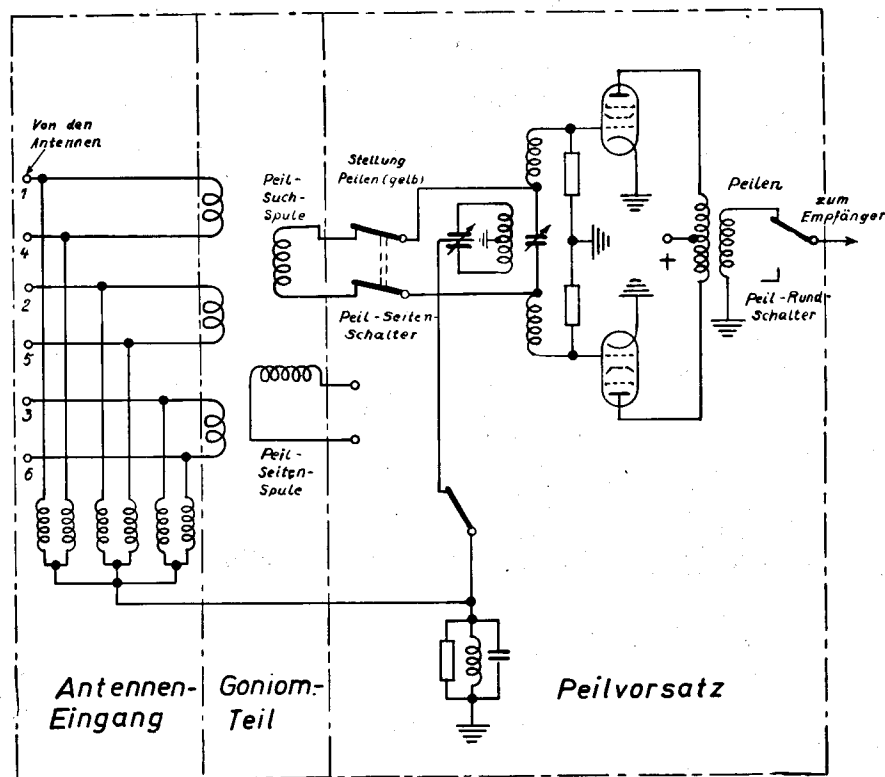 Von den
Antennen
1
4
2
5
3
6
Peil-
Such-
Spule
Stellung
Peilen (gelb)
Peil-Seiten-
Schalter
Peil-
Seiten-
Spule
+
Peilen
zum
Empfänger
Peil-Rund-
Schalter
Antennen-
Eingang
Goniom.-
Teil
Peilvorsatz